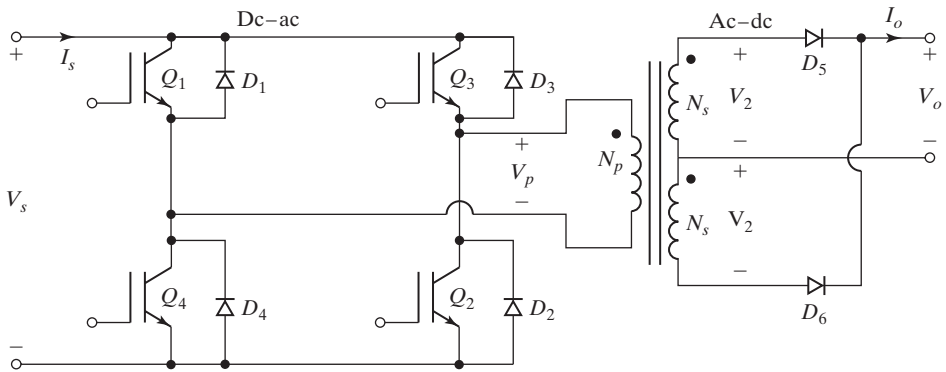 Dc–ac
Ac–dc
I_o
+
I_s
Q_1
D_1
Q_3
D_3
D_5
+
+
N_s
V_2
V_o
+
N_p
–
–
V_p
+
V_s
–
N_s
V_2
Q_4
D_4
Q_2
D_2
–
D_6
–